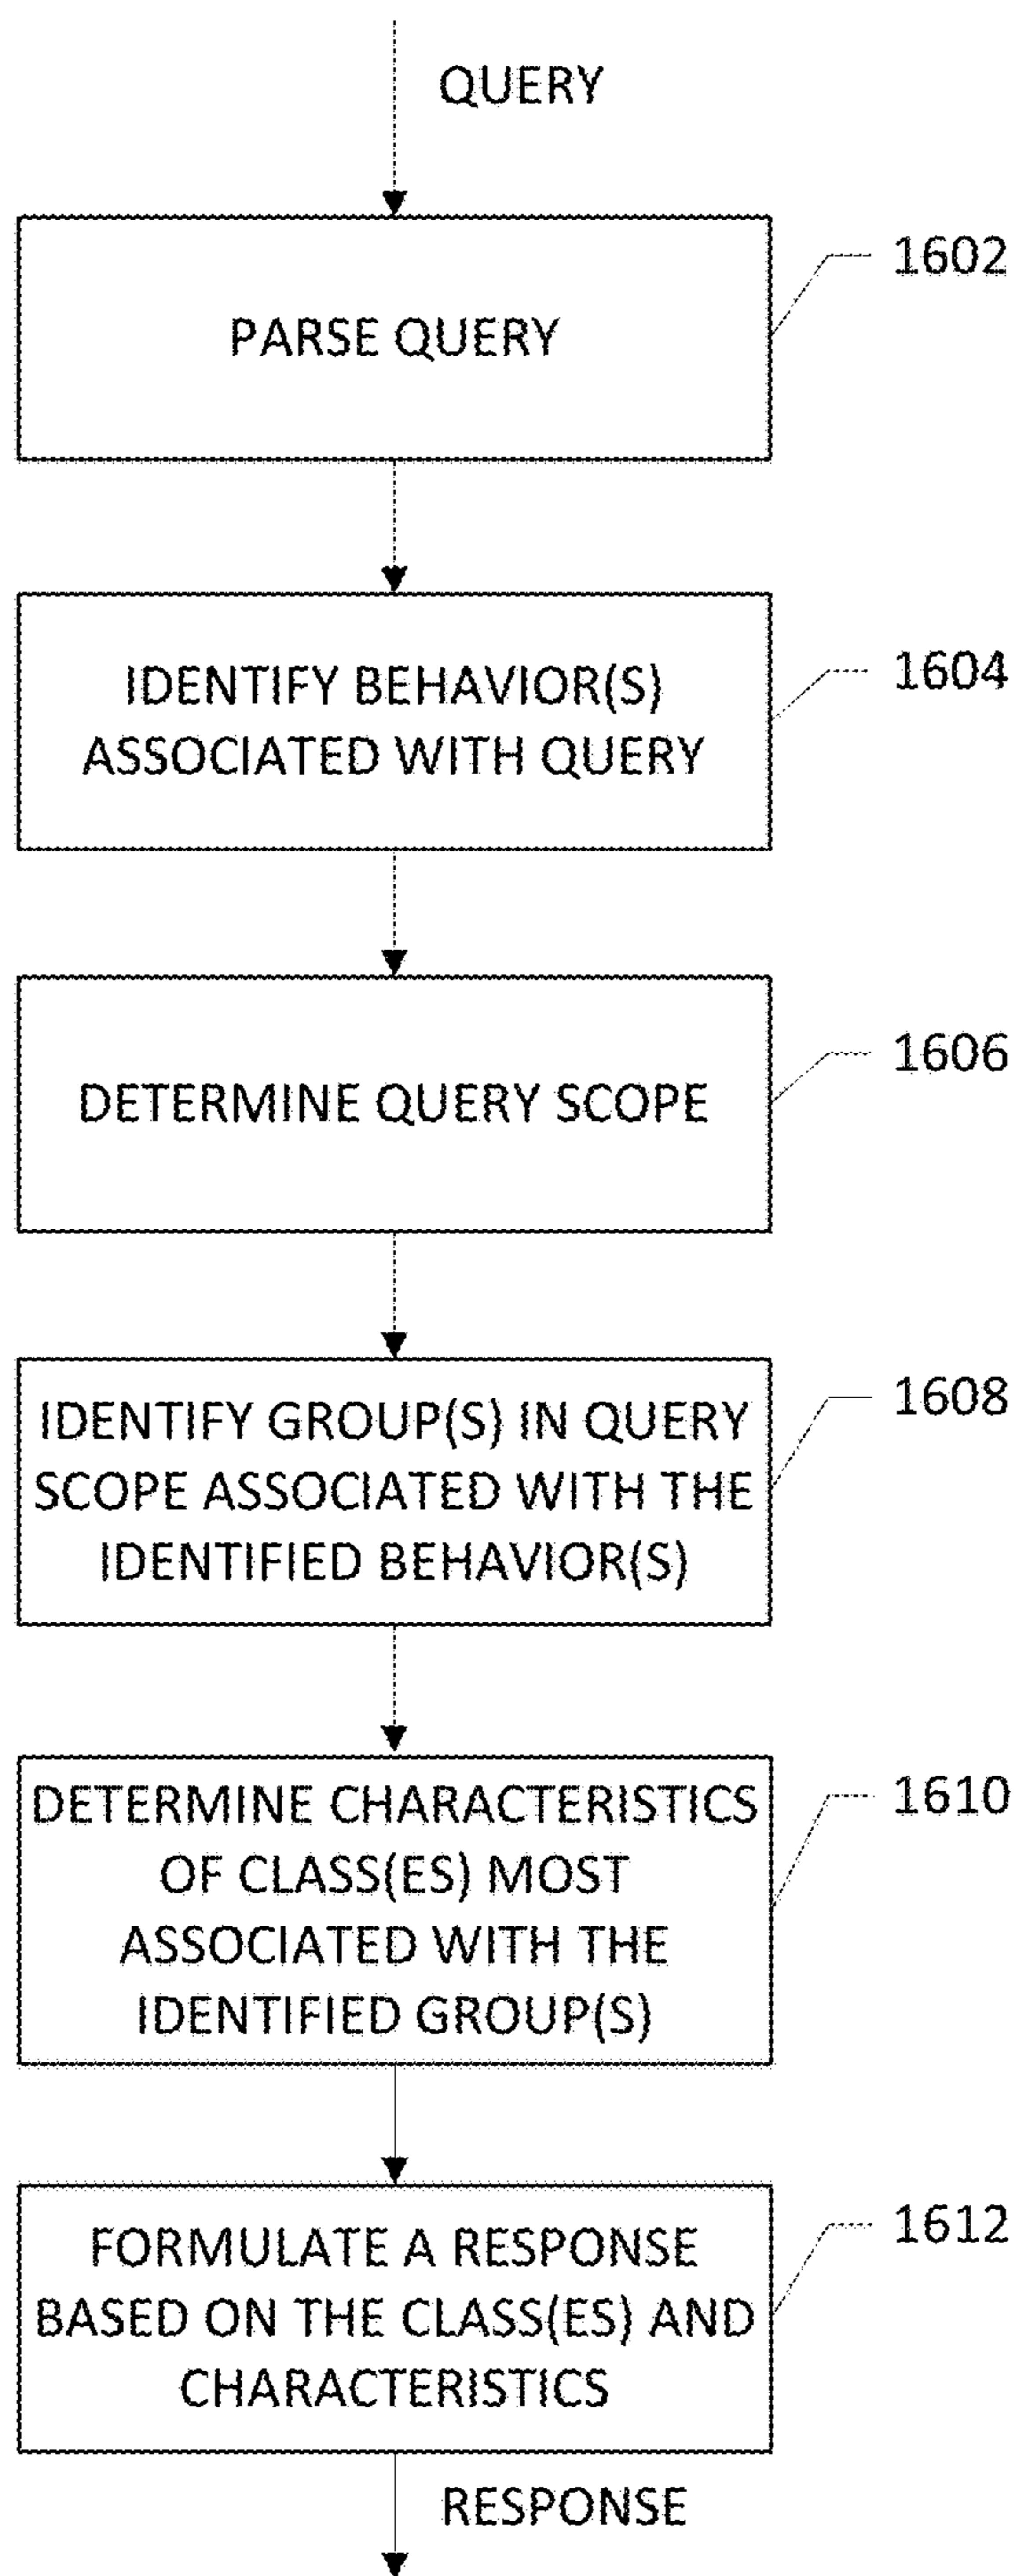 QUERY
PARSE QUERY
1602
IDENTIFY BEHAVIOR(S)
ASSOCIATED WITH QUERY
1604
DETERMINE QUERY SCOPE
1606
IDENTIFY GROUP(S) IN QUERY
SCOPE ASSOCIATED WITH THE
IDENTIFIED BEHAVIOR(S)
1608
DETERMINE CHARACTERISTICS
OF CLASS(ES) MOST
ASSOCIATED WITH THE
IDENTIFIED GROUP(S)
1610
FORMULATE A RESPONSE
BASED ON THE CLASS(ES) AND
CHARACTERISTICS
1612
RESPONSE